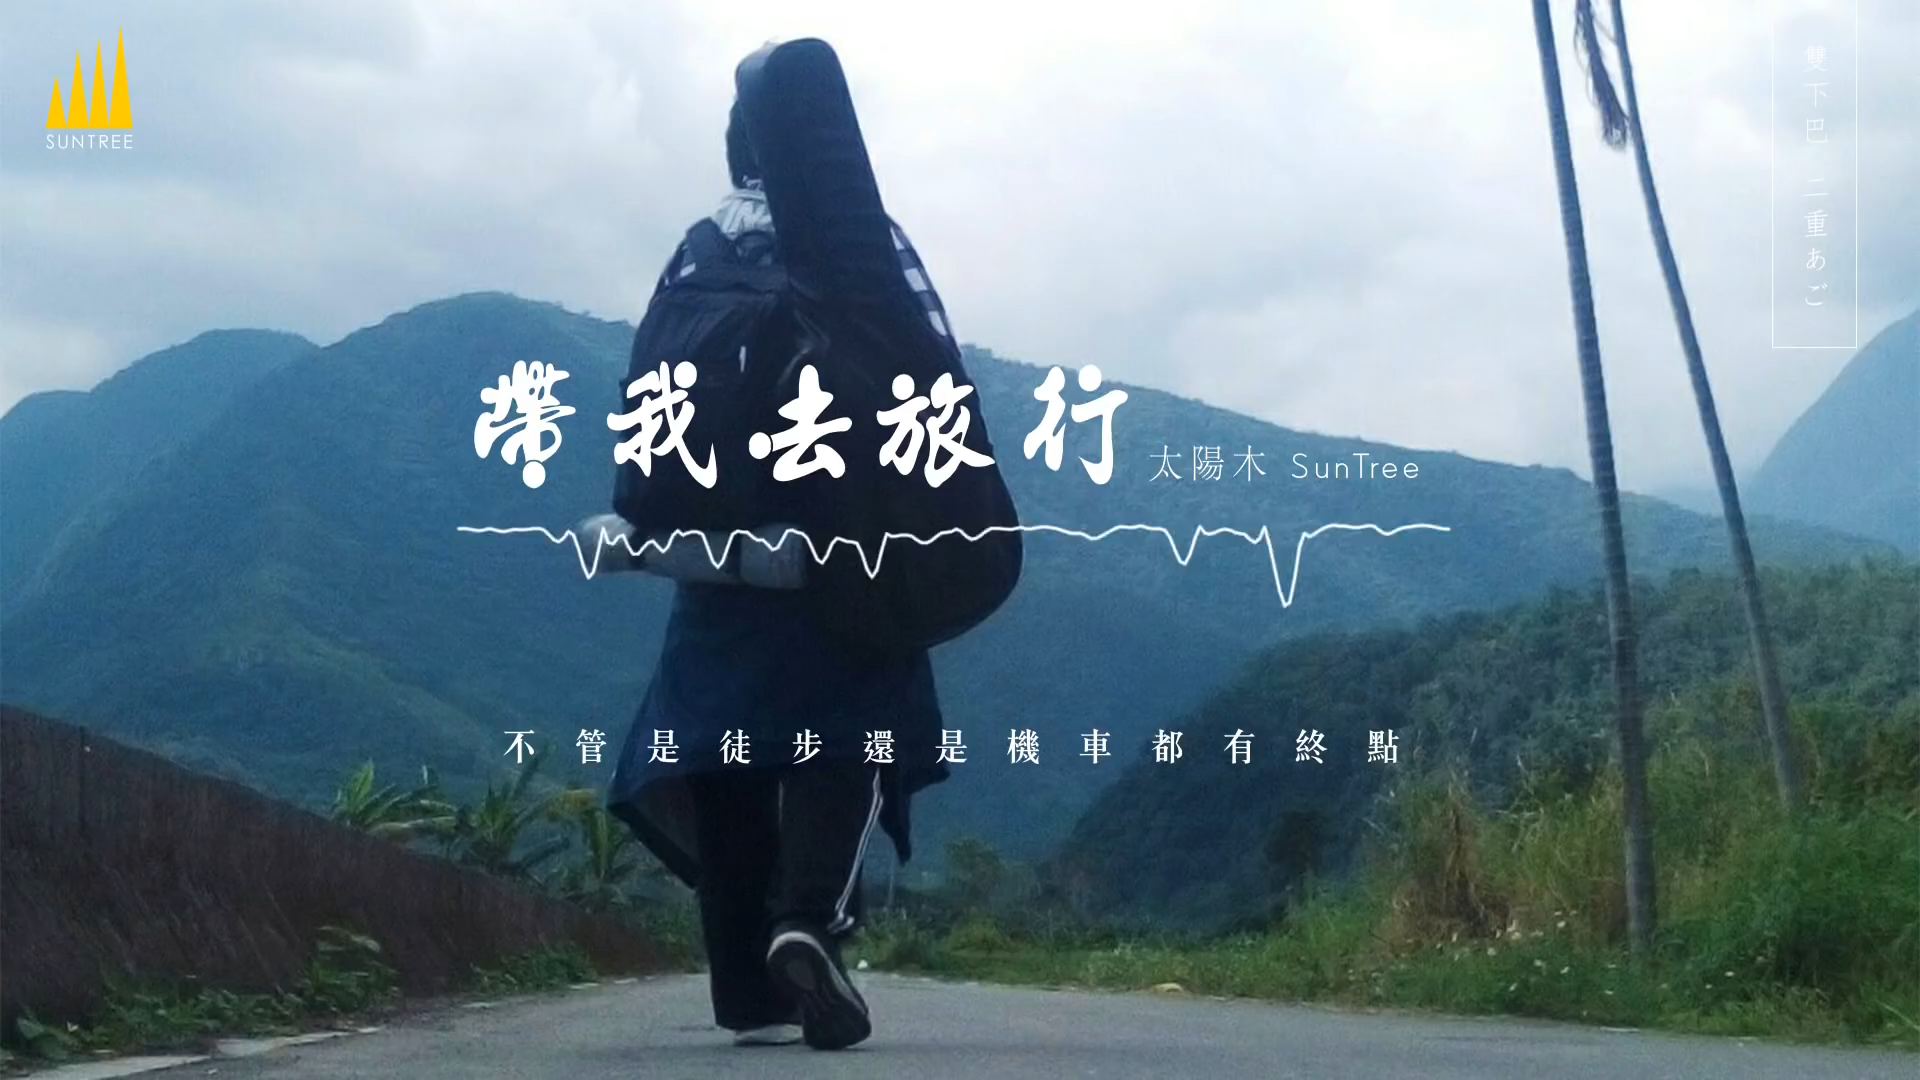 SUNTREE
雙下巴 二重あご
帶我去旅行
太陽木 SunTree
不管是徒步還是機車都有終點